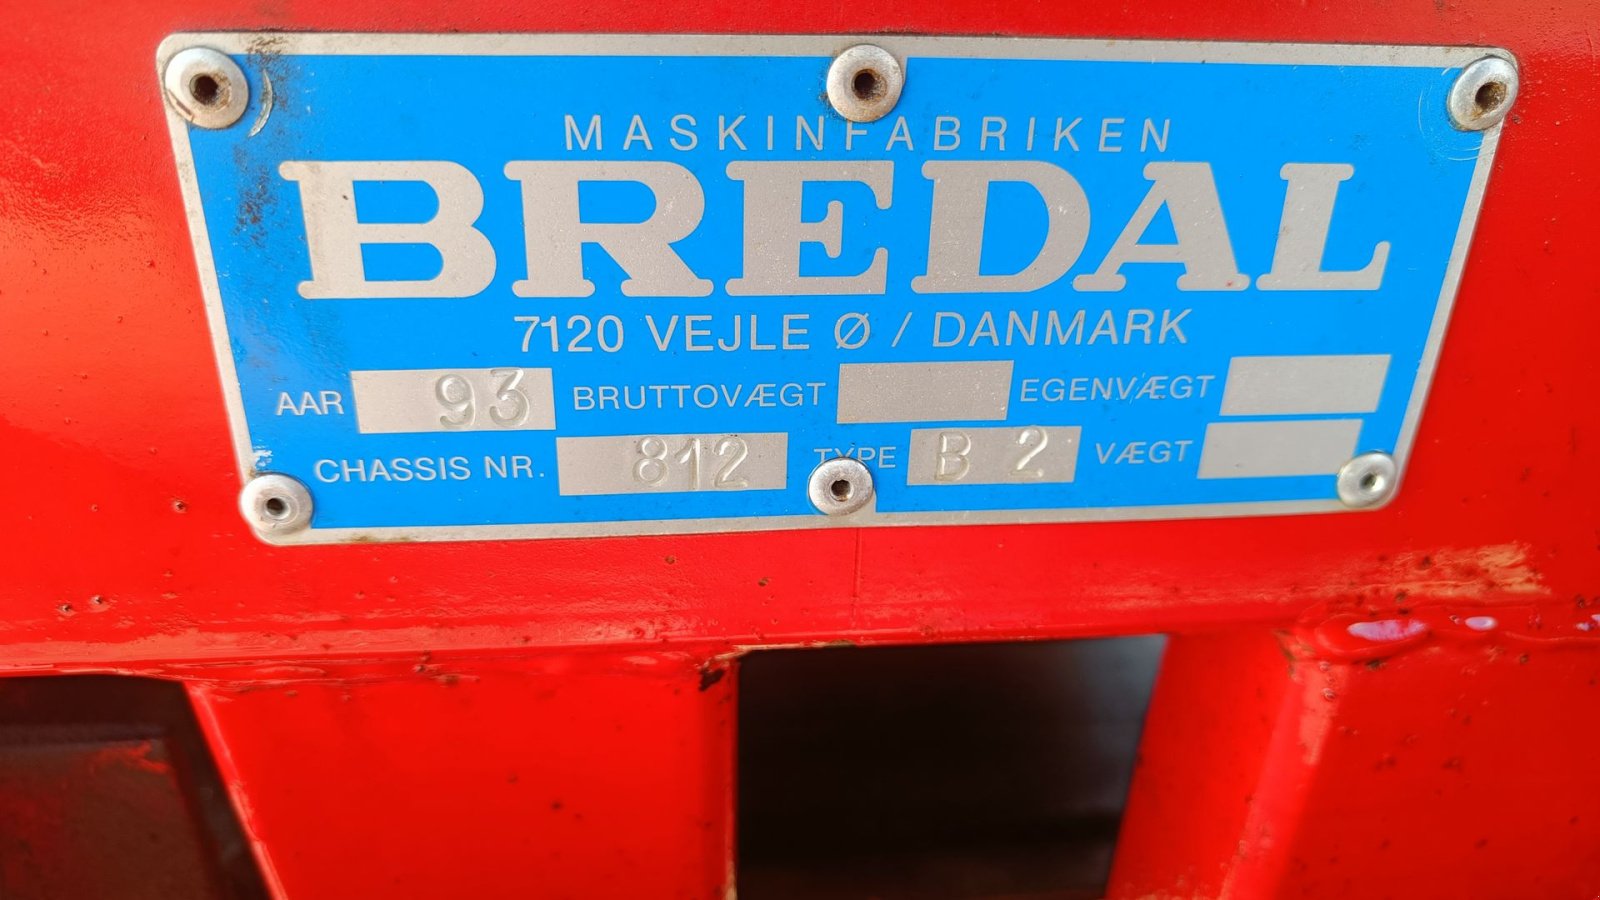 MASKINFABRIKEN
BREDAL
7120 VEJLE Ø / DANMARK
AAR 93 BRUTTOVÆGT EGENVÆGT
CHASSIS NR. 812 TYPE B 2 VÆGT